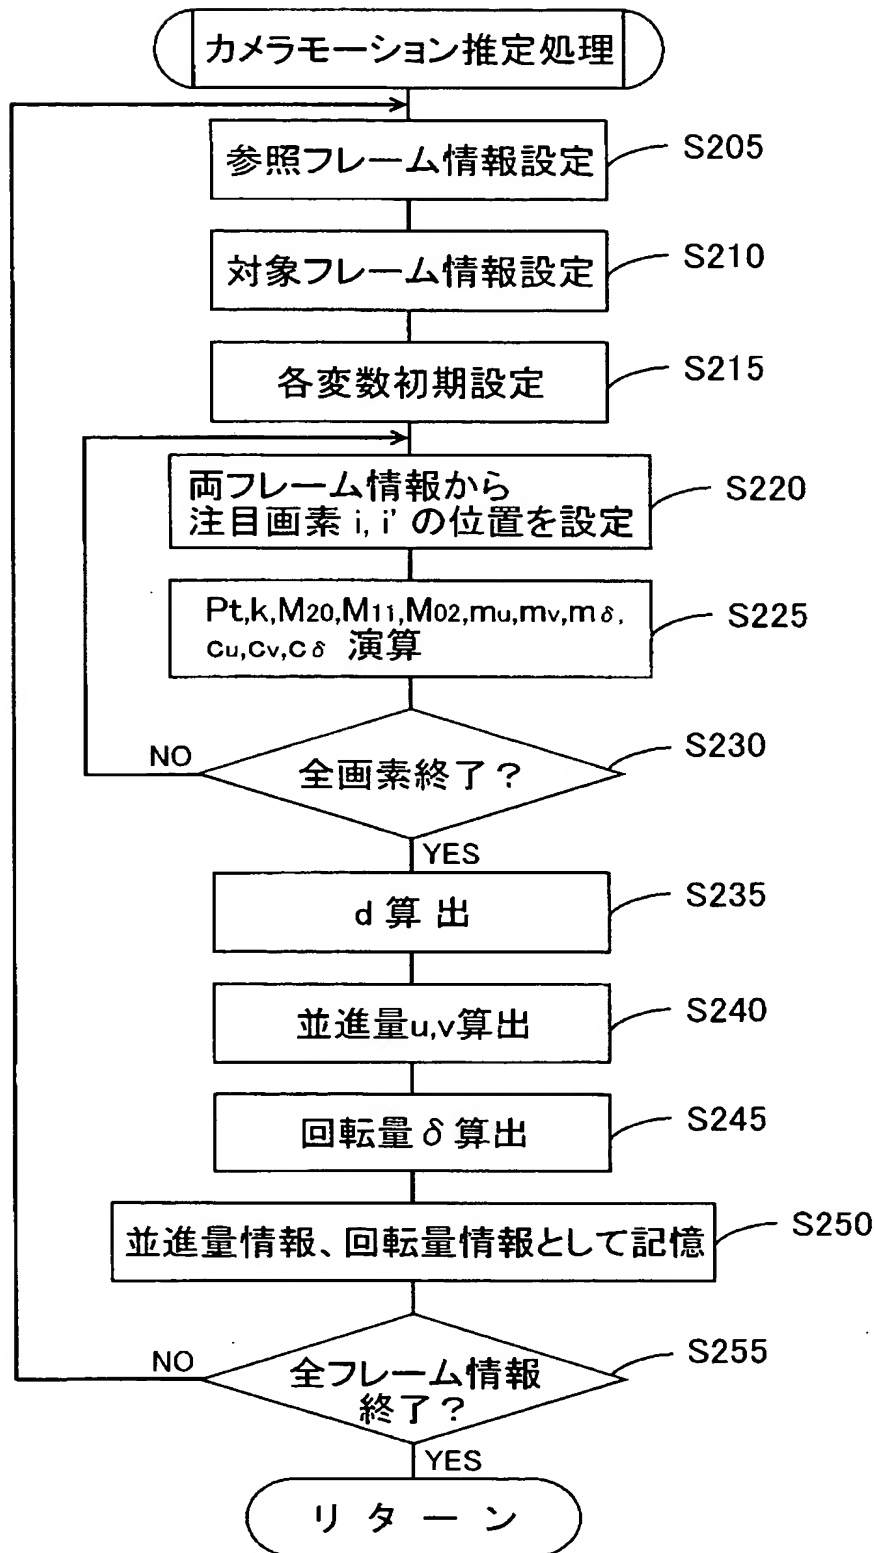 カメラモーション推定処理
参照フレーム情報設定
S205
対象フレーム情報設定
S210
各変数初期設定
S215
両フレーム情報から
注目画素 i, i' の位置を設定
S220
Pt,k,M20,M11,M02,mu,mv,mδ,
cu,cv,cδ 演算
S225
全画素終了？
S230
NO
YES
d 算 出
S235
並進量u,v算出
S240
回転量δ算出
S245
並進量情報、回転量情報として記憶
S250
全フレーム情報
終了？
S255
NO
YES
リ タ ー ン